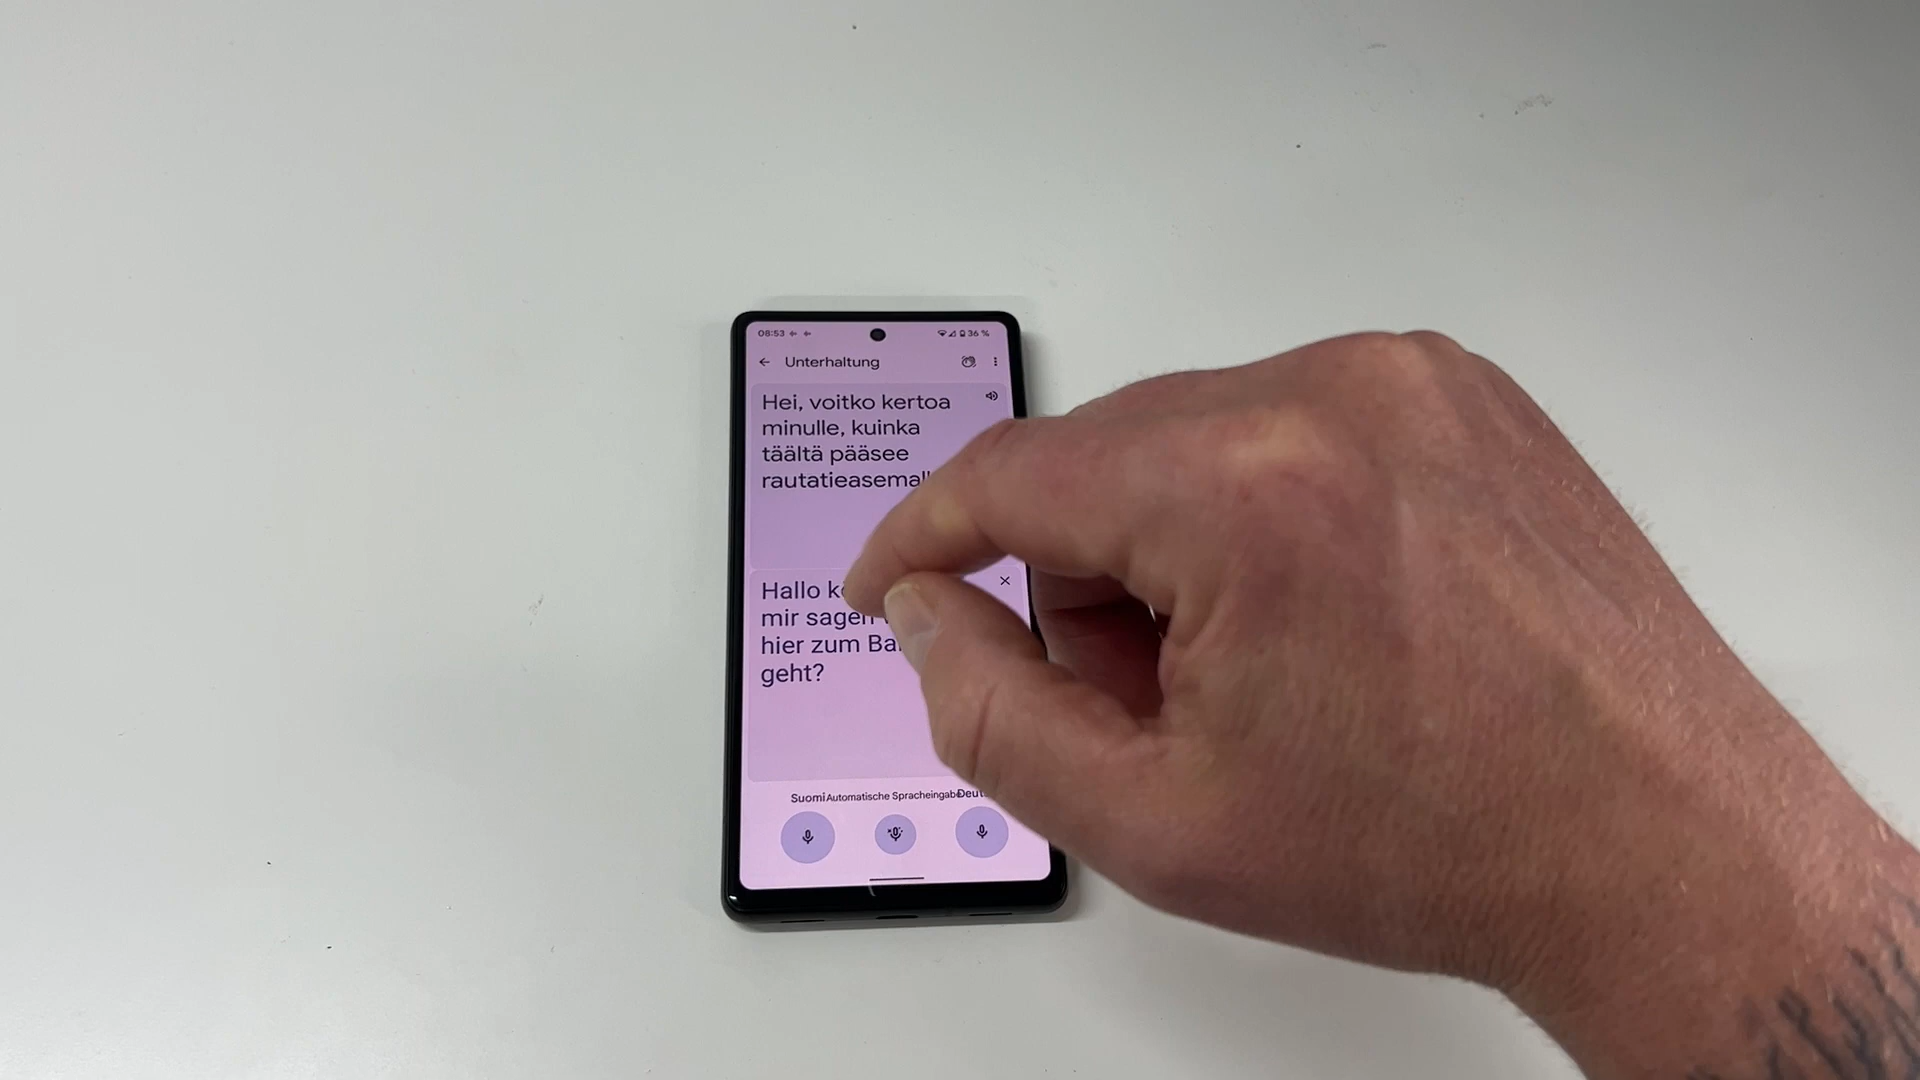 08:53 36 %
Unterhaltung
Hei, voitko kertoa
minulle, kuinka
täältä pääsee
Hallo
mir sagen
hier zum
geht?
Suomi Automatische Spracheingabe